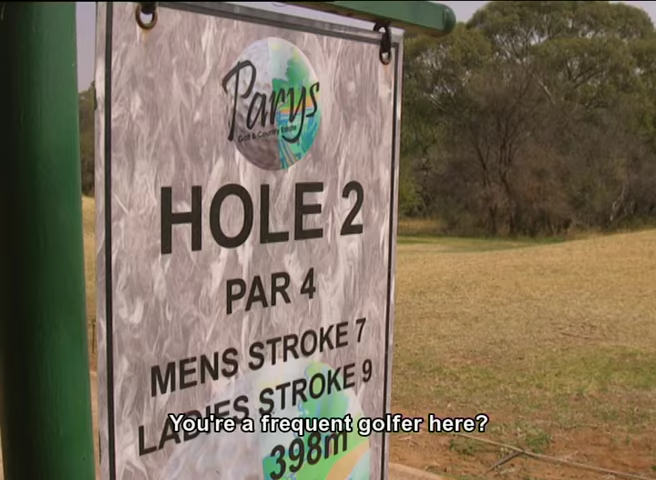 Parys
Golf & Country Estate
HOLE 2
PAR 4
MENS STROKE 7
LADIES STROKE 9
398m
You're a frequent golfer here?